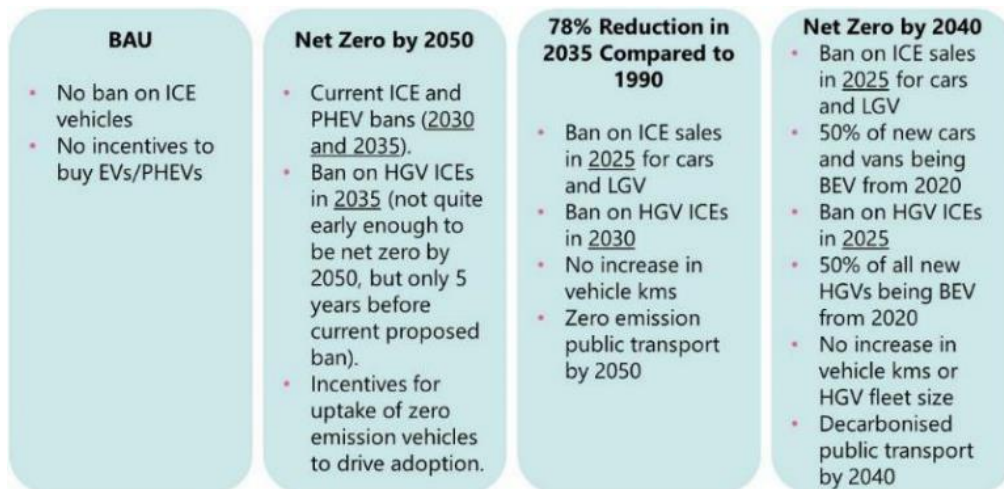 BAU
• No ban on ICE
vehicles
• No incentives to
buy EVs/PHEVs
Net Zero by 2050
• Current ICE and
PHEV bans (2030
and 2035).
• Ban on HGV ICEs
in 2035 (not quite
early enough to
be net zero by
2050, but only 5
years before
current proposed
ban).
• Incentives for
uptake of zero
emission vehicles
to drive adoption.
78% Reduction in
2035 Compared to
1990
• Ban on ICE sales
in 2025 for cars
and LGV
• Ban on HGV ICEs
in 2030
• No increase in
vehicle kms
• Zero emission
public transport
by 2050
Net Zero by 2040
• Ban on ICE sales
in 2025 for cars
and LGV
• 50% of new cars
and vans being
BEV from 2020
• Ban on HGV ICEs
in 2025
• 50% of all new
HGVs being BEV
from 2020
• No increase in
vehicle kms or
HGV fleet size
• Decarbonised
public transport
by 2040